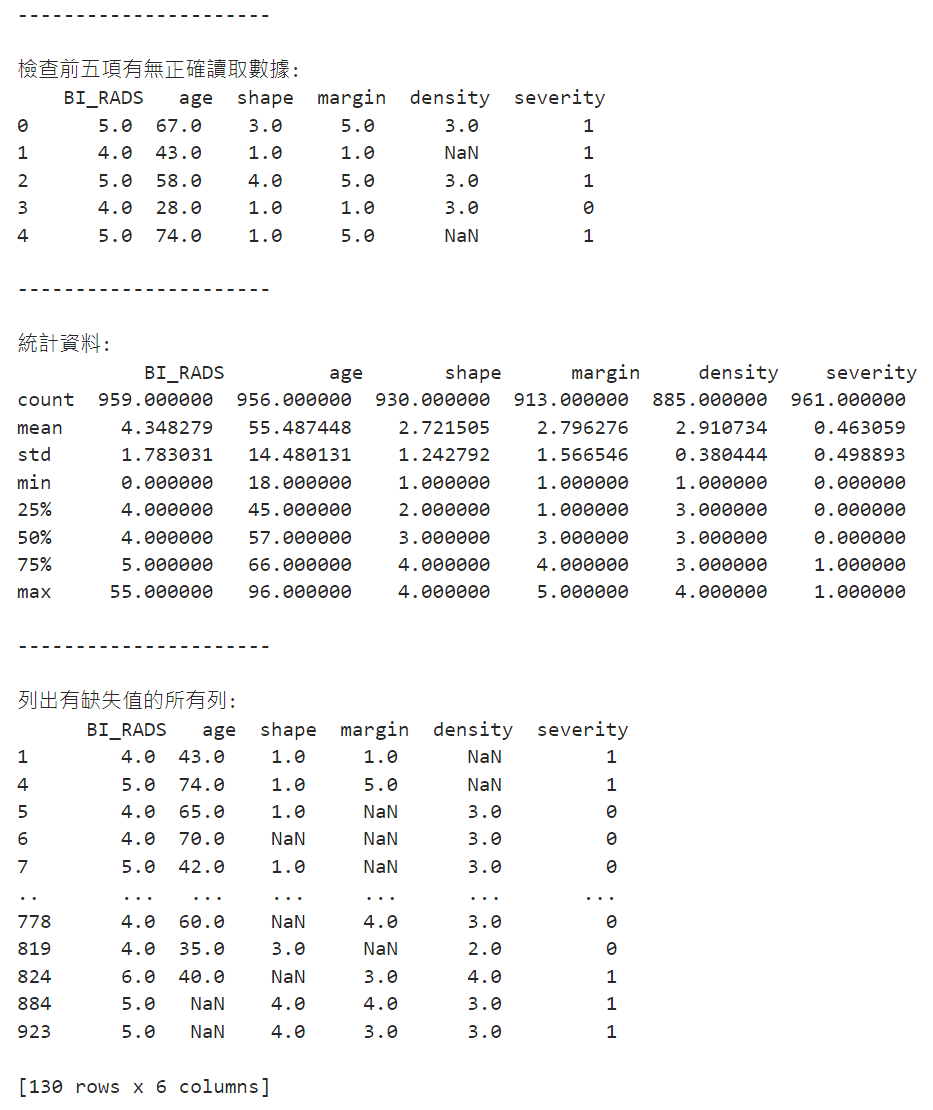 ----------------------
檢查前五項有無正確讀取數據:
    BI_RADS   age  shape  margin  density  severity
0      5.0  67.0    3.0     5.0      3.0         1
1      4.0  43.0    1.0     1.0      NaN         1
2      5.0  58.0    4.0     5.0      3.0         1
3      4.0  28.0    1.0     1.0      3.0         0
4      5.0  74.0    1.0     5.0      NaN         1
----------------------
統計資料:
           BI_RADS         age       shape      margin     density    severity
count  959.000000  956.000000  930.000000  913.000000  885.000000  961.000000
mean     4.348279   55.487448    2.721505    2.796276    2.910734    0.463059
std      1.783031   14.480131    1.242792    1.566546    0.380444    0.498893
min      0.000000   18.000000    1.000000    1.000000    1.000000    0.000000
25%      4.000000   45.000000    2.000000    1.000000    3.000000    0.000000
50%      4.000000   57.000000    3.000000    3.000000    3.000000    0.000000
75%      5.000000   66.000000    4.000000    4.000000    3.000000    1.000000
max     55.000000   96.000000    4.000000    5.000000    4.000000    1.000000
----------------------
列出有缺失值的所有列:
      BI_RADS   age  shape  margin  density  severity
1        4.0  43.0    1.0     1.0      NaN         1
4        5.0  74.0    1.0     5.0      NaN         1
5        4.0  65.0    1.0     NaN      3.0         0
6        4.0  70.0    NaN     NaN      3.0         0
7        5.0  42.0    1.0     NaN      3.0         0
..       ...   ...    ...     ...      ...       ...
778      4.0  60.0    NaN     4.0      3.0         0
819      4.0  35.0    3.0     NaN      2.0         0
824      6.0  40.0    NaN     3.0      4.0         1
884      5.0   NaN    4.0     4.0      3.0         1
923      5.0   NaN    4.0     3.0      3.0         1
[130 rows x 6 columns]